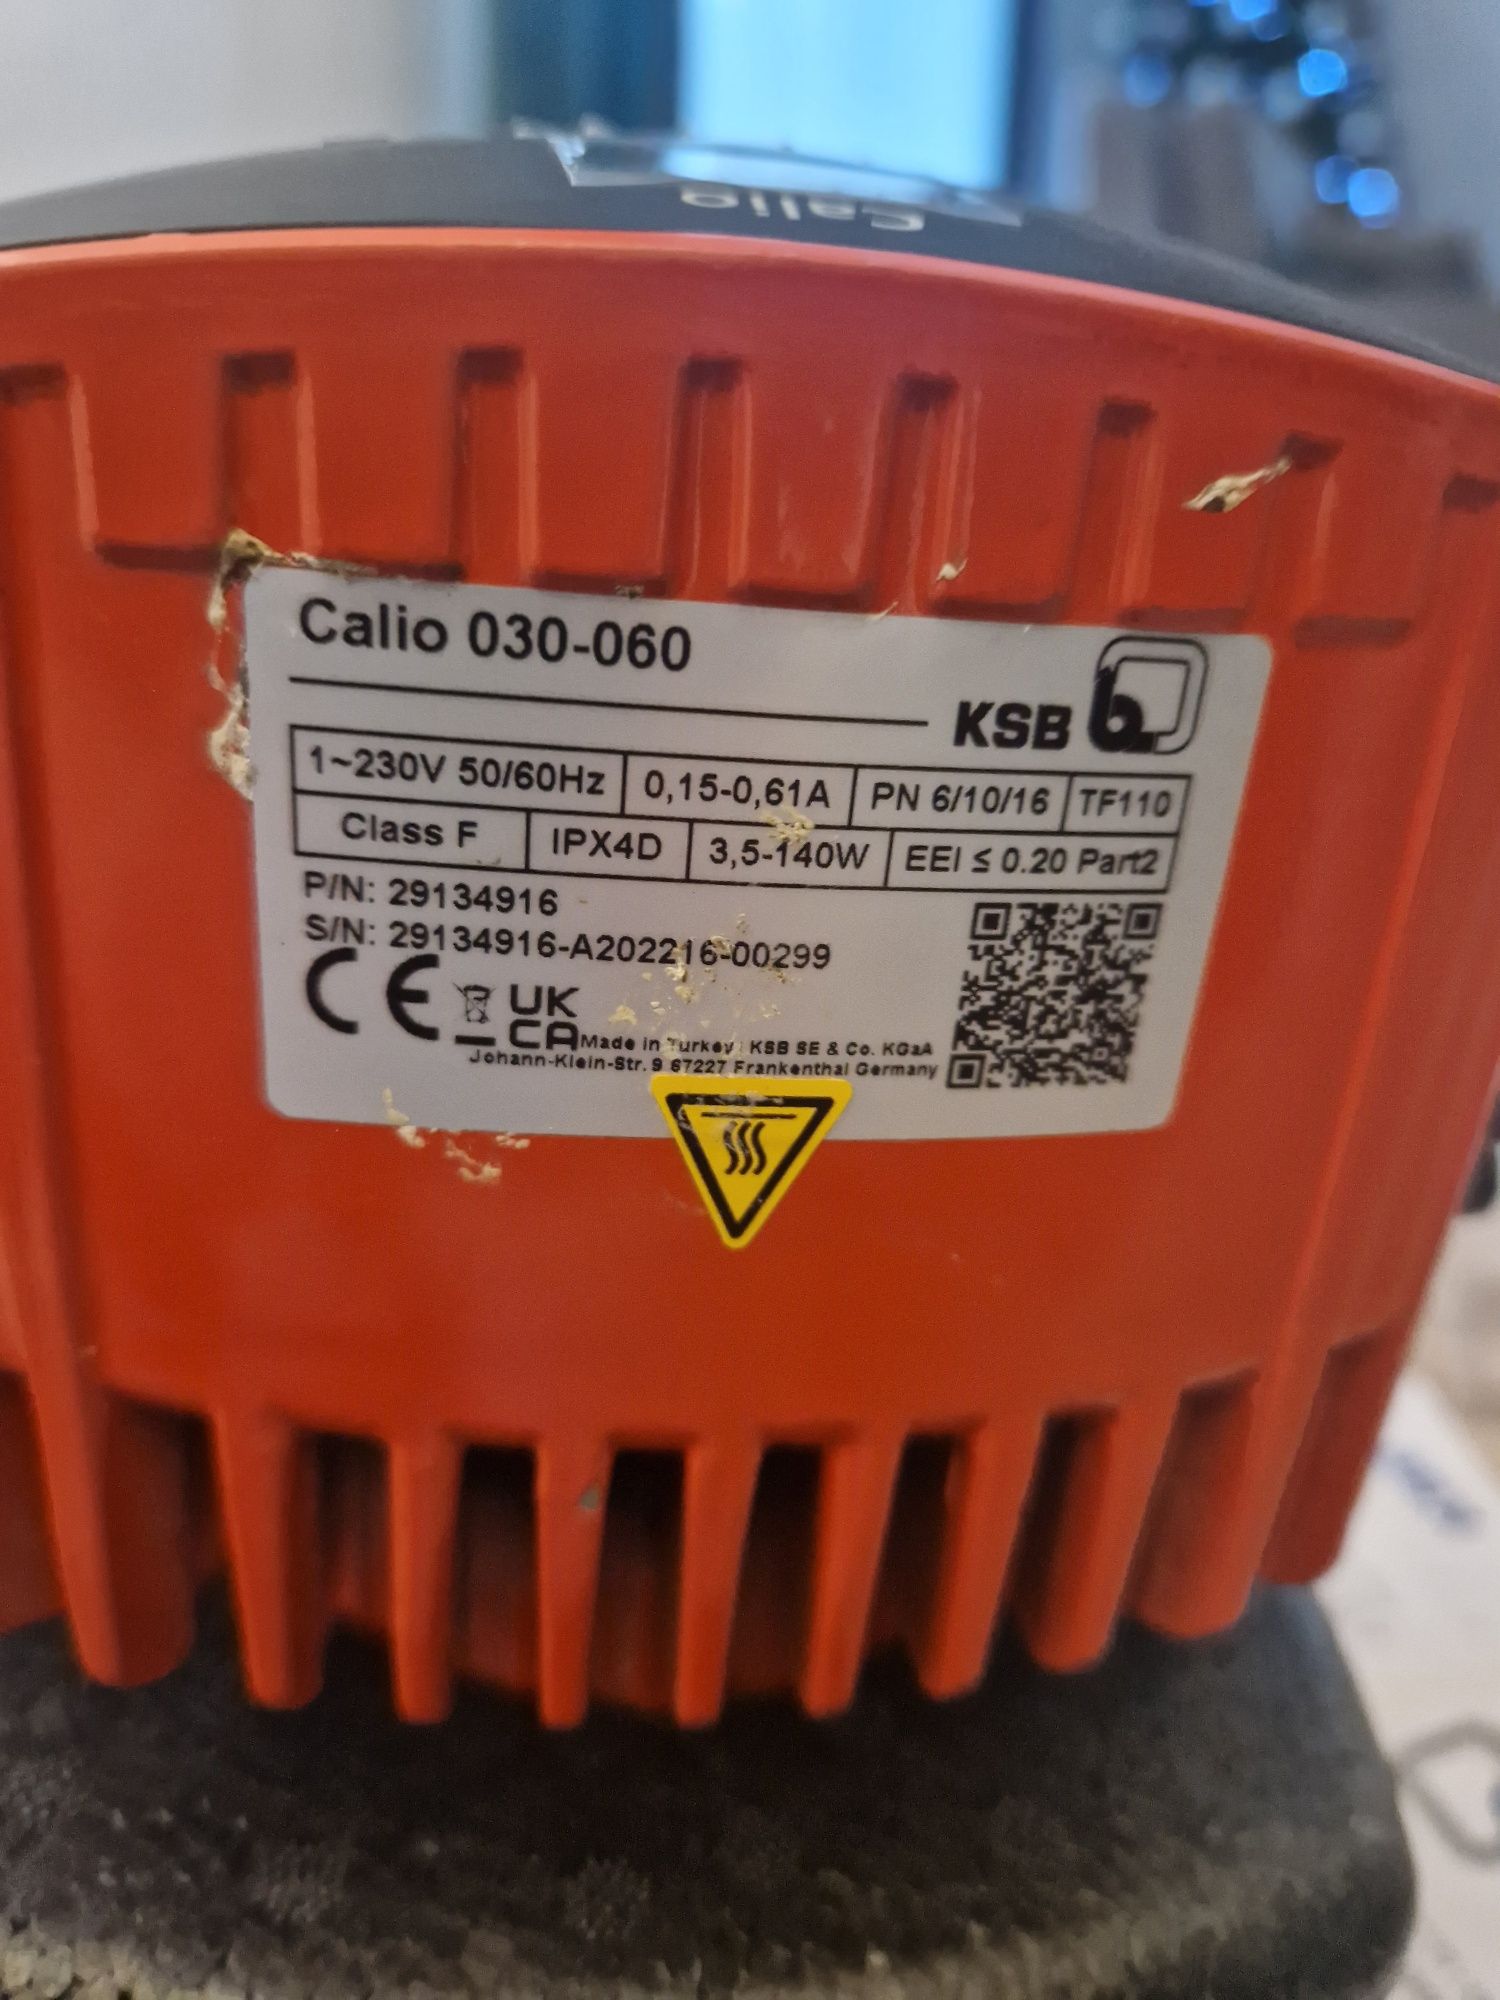 Calio
Calio 030-060
KSB
1~230V 50/60Hz 0,15-0,61A PN 6/10/16 TF110
Class F IPX4D 3,5-140W EEI ≤ 0.20 Part2
P/N: 29134916
S/N: 29134916-A202216-00299
CE UK
CA Made in Turkey KSB SE & Co. KGaA
Johann-Klein-Str. 9 67227 Frankenthal Germany